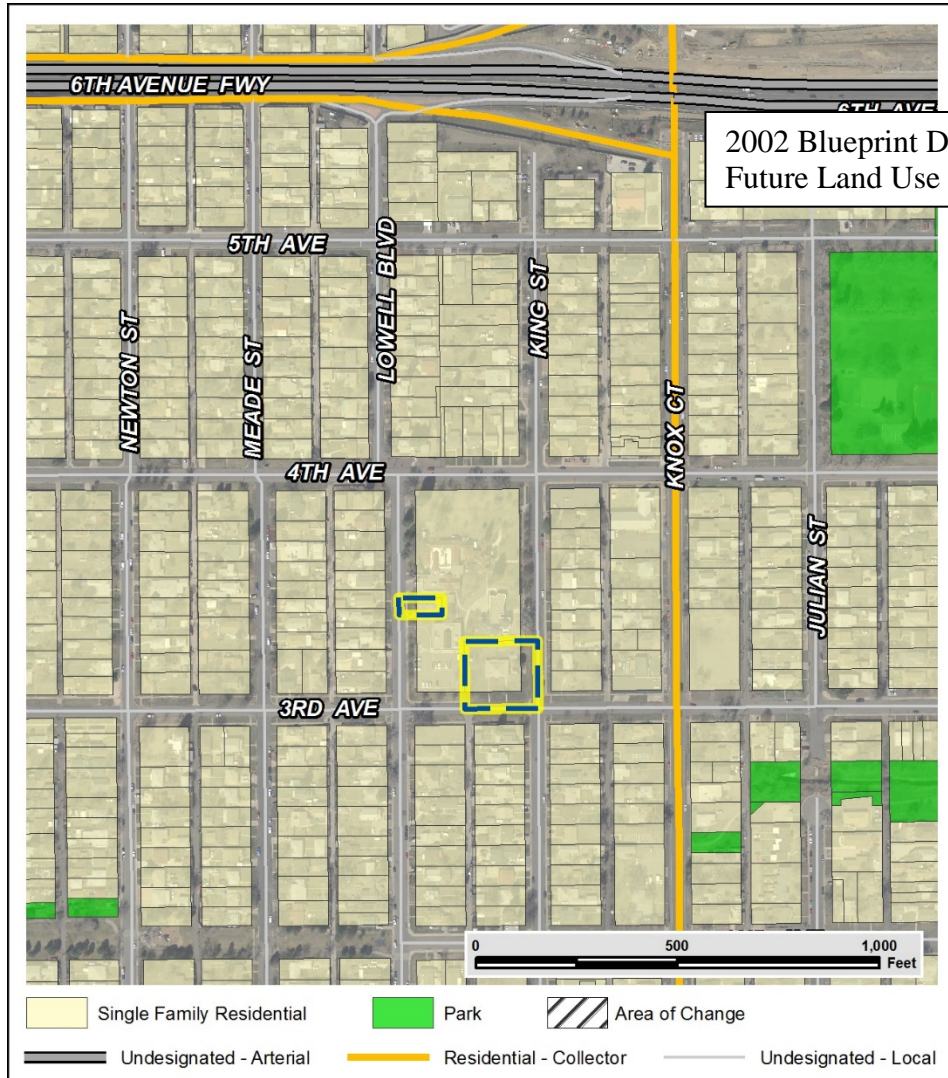 6TH AVENUE FWY
6TH AVE
2002 Blueprint D
Future Land Use
5TH AVE
LOWELL BLVD
KING ST
NEWTON ST
MEADE ST
KNOX CT
4TH AVE
JULIAN ST
3RD AVE
0 500 1,000
Feet
Single Family Residential Park Area of Change
Undesignated - Arterial Residential - Collector Undesignated - Local